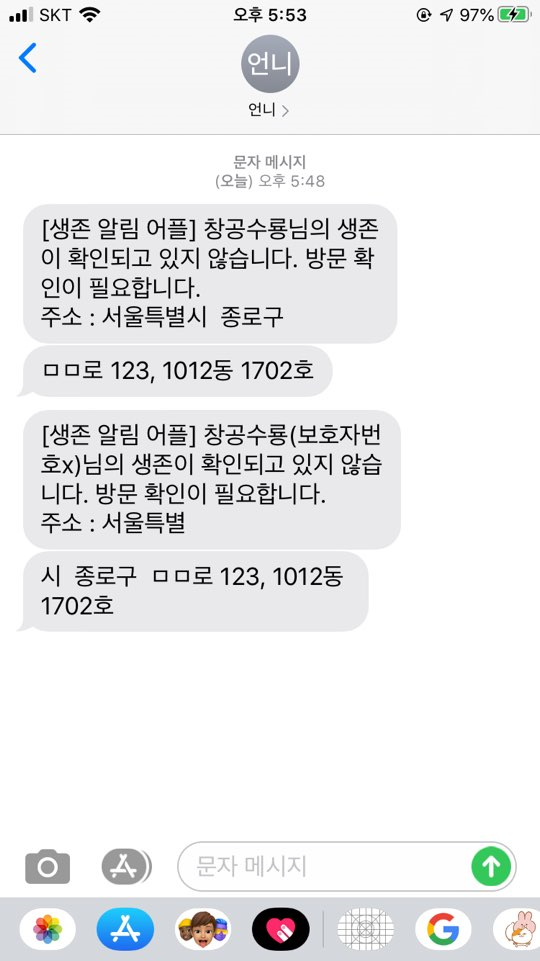 SKT 오후 5:53 97%
언니
언니
문자 메시지
(오늘) 오후 5:48
[생존 알림 어플] 창공수룡님의 생존
이 확인되고 있지 않습니다. 방문 확
인이 필요합니다.
주소 : 서울특별시 종로구
ㅁㅁ로 123, 1012동 1702호
[생존 알림 어플] 창공수룡(보호자번
호x)님의 생존이 확인되고 있지 않습
니다. 방문 확인이 필요합니다.
주소 : 서울특별
시 종로구 ㅁㅁ로 123, 1012동
1702호
문자 메시지